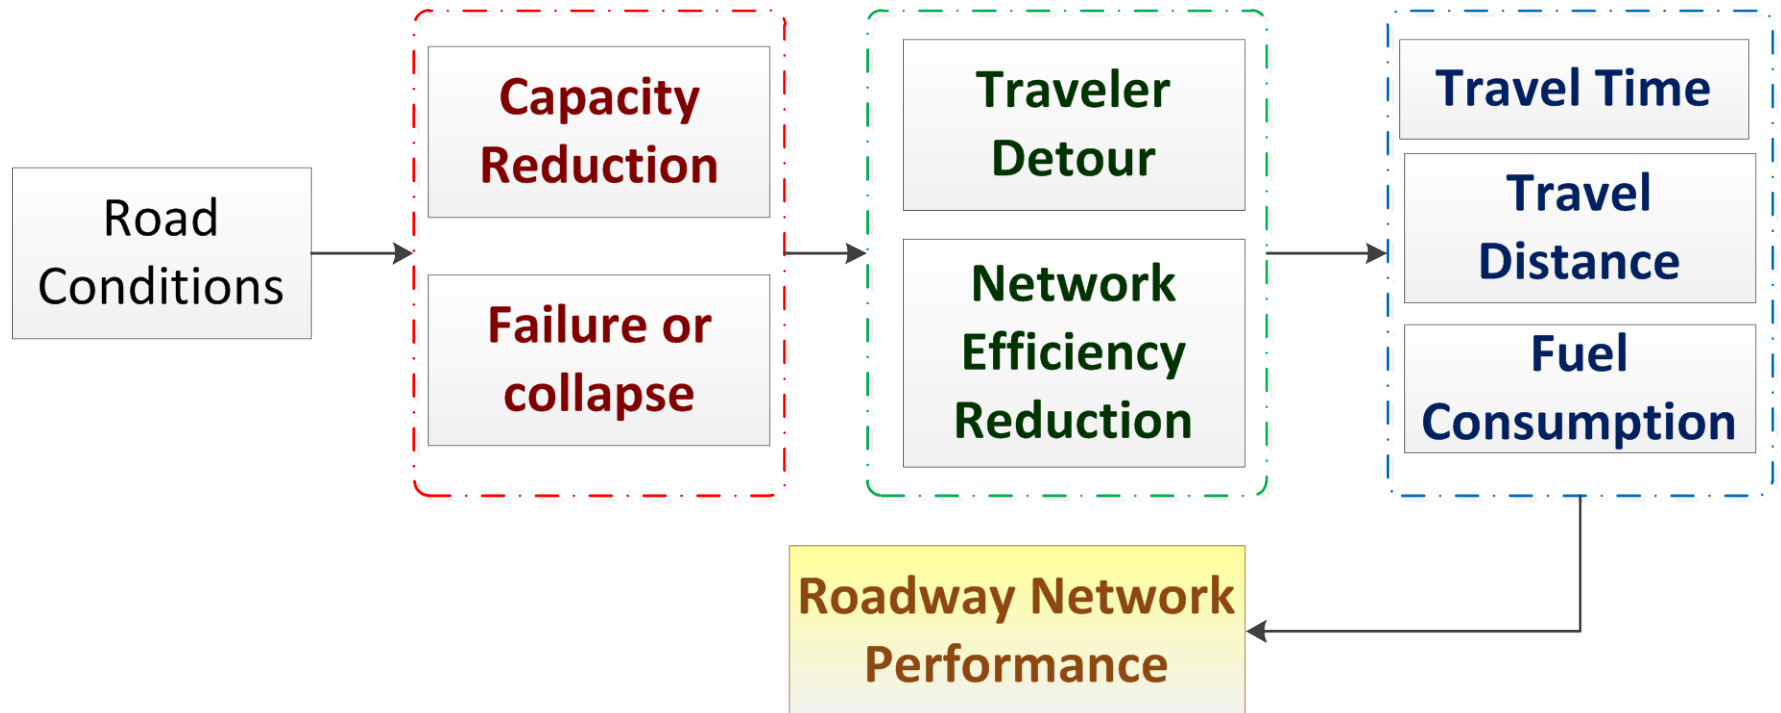 Road
Conditions
Capacity
Reduction
Failure or
collapse
Traveler
Detour
Network
Efficiency
Reduction
Travel Time
Travel
Distance
Fuel
Consumption
Roadway Network
Performance